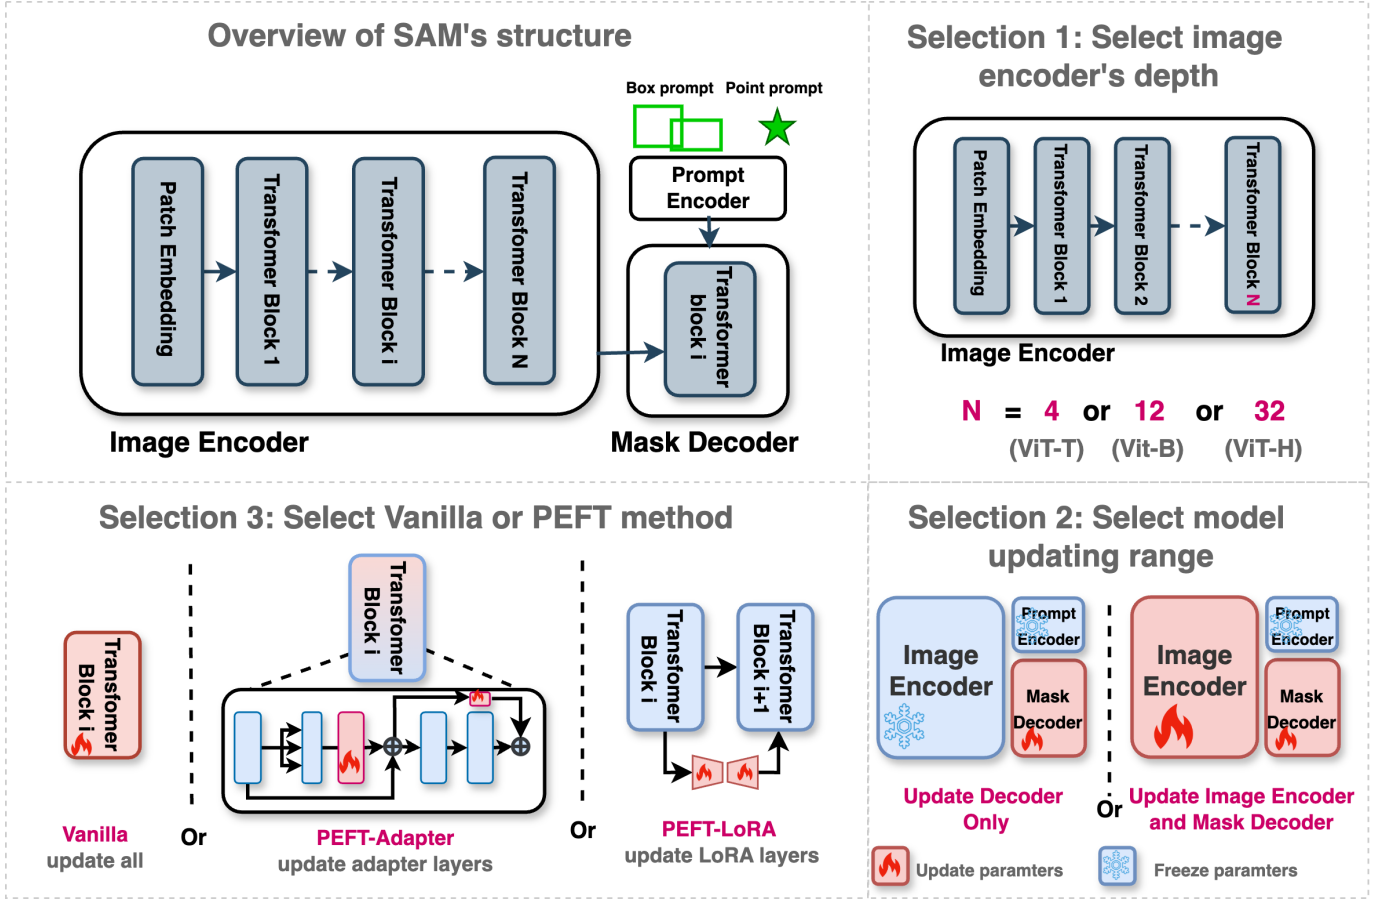 Overview of SAM's structure
Box prompt
Point prompt
Prompt
Encoder
Patch Embedding
Transfomer Block 1
Transfomer Block i
Transfomer Block N
Transformer
block i
Image Encoder
Mask Decoder
Selection 1: Select image
encoder's depth
Patch Embedding
Transfomer Block 1
Transfomer Block 2
Transfomer Block N
Image Encoder
N = 4 or 12 or 32
(ViT-T) (Vit-B) (ViT-H)
Selection 3: Select Vanilla or PEFT method
Transfomer
Block i
Vanilla
update all
Or
Transfomer
Block i
PEFT-Adapter
update adapter layers
Or
Transfomer
Block i
Transfomer
Block i+1
PEFT-LoRA
update LoRA layers
Selection 2: Select model
updating range
Image
Encoder
Prompt
Encoder
Mask
Decoder
Update Decoder
Only
Or
Image
Encoder
Prompt
Encoder
Mask
Decoder
Update Image Encoder
and Mask Decoder
Update paramters
Freeze paramters